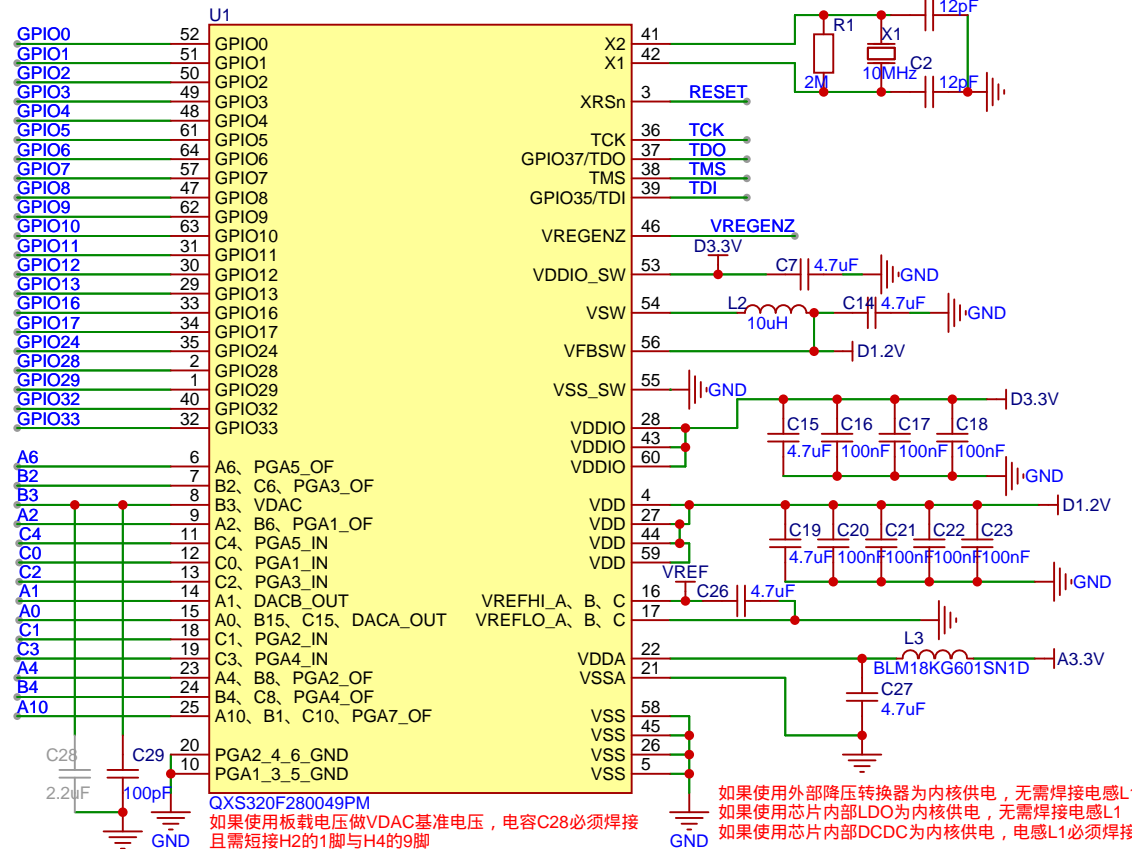 U1
GPIO0 52 GPIO0
GPIO1 51 GPIO1
GPIO2 50 GPIO2
GPIO3 49 GPIO3
GPIO4 48 GPIO4
GPIO5 61 GPIO5
GPIO6 64 GPIO6
GPIO7 57 GPIO7
GPIO8 47 GPIO8
GPIO9 62 GPIO9
GPIO10 63 GPIO10
GPIO11 31 GPIO11
GPIO12 30 GPIO12
GPIO13 29 GPIO13
GPIO16 33 GPIO16
GPIO17 34 GPIO17
GPIO24 35 GPIO24
GPIO28 2 GPIO28
GPIO29 1 GPIO29
GPIO32 40 GPIO32
GPIO33 32 GPIO33
A6 6 A6、PGA5_OF
B2 7 B2、C6、PGA3_OF
B3 8 B3、VDAC
A2 9 A2、B6、PGA1_OF
C4 11 C4、PGA5_IN
C0 12 C0、PGA1_IN
C2 13 C2、PGA3_IN
A1 14 A1、DACB_OUT
A0 15 A0、B15、C15、DACA_OUT
C1 18 C1、PGA2_IN
C3 19 C3、PGA4_IN
A4 23 A4、B8、PGA2_OF
B4 24 B4、C8、PGA4_OF
A10 25 A10、B1、C10、PGA7_OF
20 PGA2_4_6_GND
10 PGA1_3_5_GND
C28 2.2uF
C29 100pF
GND
QXS320F280049PM
如果使用板载电压做VDAC基准电压，电容C28必须焊接
且需短接H2的1脚与H4的9脚
X2 41
X1 42
R1 2M
X1 10MHz
12pF
C2 12pF
XRSn 3 RESET
TCK 36 TCK
GPIO37/TDO 37 TDO
TMS 38 TMS
GPIO35/TDI 39 TDI
VREGENZ 46 VREGENZ
D3.3V
VDDIO_SW 53 C7 4.7uF GND
VSW 54 L2 10uH C14 4.7uF GND
VFBSW 56 D1.2V
VSS_SW 55 GND
D3.3V
VDDIO 28
VDDIO 43
VDDIO 60
C15 C16 C17 C18
4.7uF 100nF 100nF 100nF
GND
VDD 4 D1.2V
VDD 27
VDD 44
VDD 59
C19 C20 C21 C22 C23
4.7uF 100nF 100nF 100nF 100nF
GND
VREF
VREFHI_A、B、C 16 C26 4.7uF
VREFLO_A、B、C 17
VDDA 22 L3 A3.3V
BLM18KG601SN1D
VSSA 21
C27 4.7uF
VSS 58
VSS 45
VSS 26
VSS 5
GND
如果使用外部降压转换器为内核供电，无需焊接电感L1
如果使用芯片内部LDO为内核供电，无需焊接电感L1
如果使用芯片内部DCDC为内核供电，电感L1必须焊接